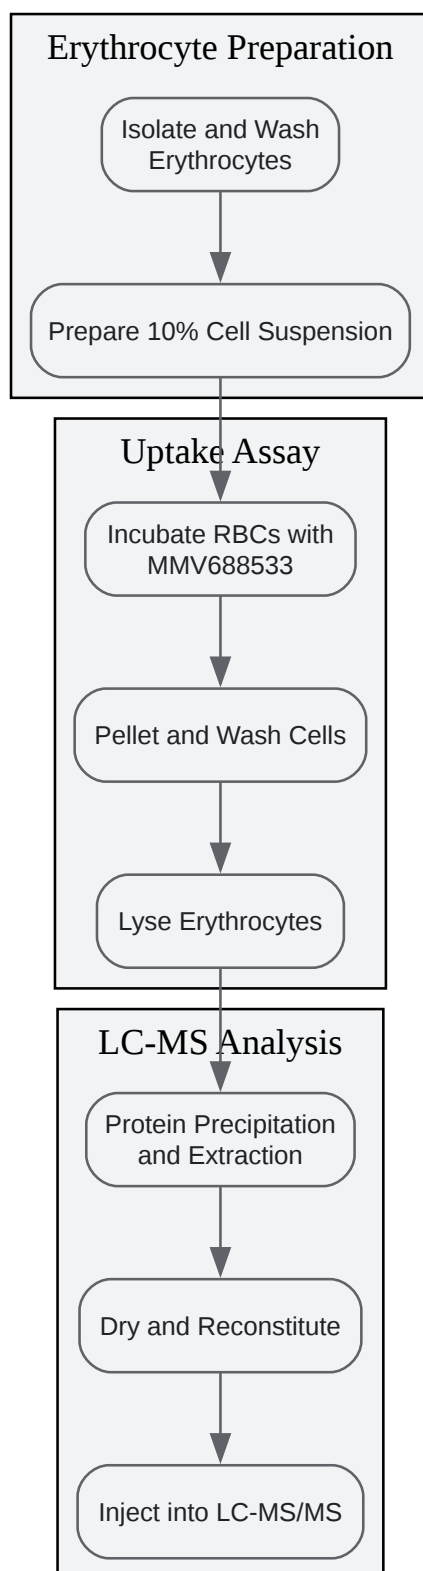 Erythrocyte Preparation
Isolate and Wash
Erythrocytes
Prepare 10% Cell Suspension
Uptake Assay
Incubate RBCs with
MMV688533
Pellet and Wash Cells
Lyse Erythrocytes
LC-MS Analysis
Protein Precipitation
and Extraction
Dry and Reconstitute
Inject into LC-MS/MS